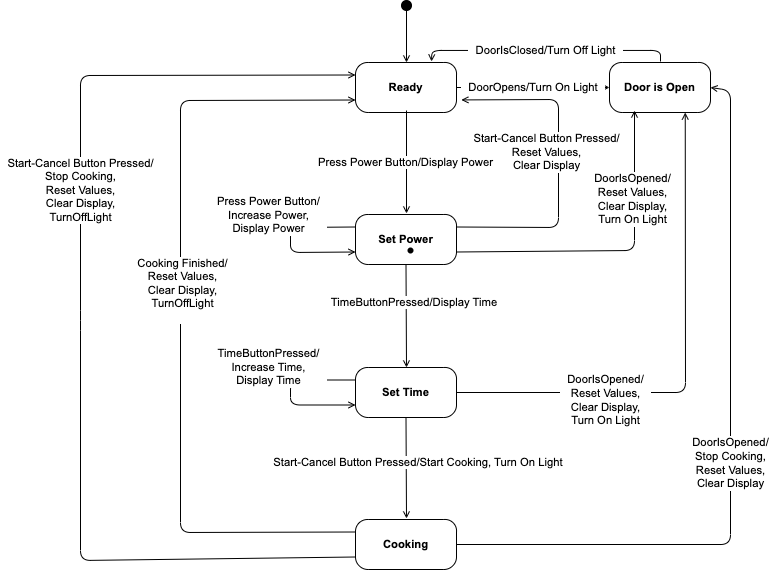 DoorIsClosed/Turn Off Light
Ready
DoorOpens/Turn On Light
Door is Open
Start-Cancel Button Pressed/
Reset Values,
Clear Display
Press Power Button/Display Power
Start-Cancel Button Pressed/
Stop Cooking,
Reset Values,
Clear Display,
TurnOffLight
DoorIsOpened/
Reset Values,
Clear Display,
Turn On Light
Press Power Button/
Increase Power,
Display Power
Set Power
Cooking Finished/
Reset Values,
Clear Display,
TurnOffLight
TimeButtonPressed/Display Time
TimeButtonPressed/
Increase Time,
Display Time
Set Time
DoorIsOpened/
Reset Values,
Clear Display,
Turn On Light
DoorIsOpened/
Stop Cooking,
Reset Values,
Clear Display
Start-Cancel Button Pressed/Start Cooking, Turn On Light
Cooking